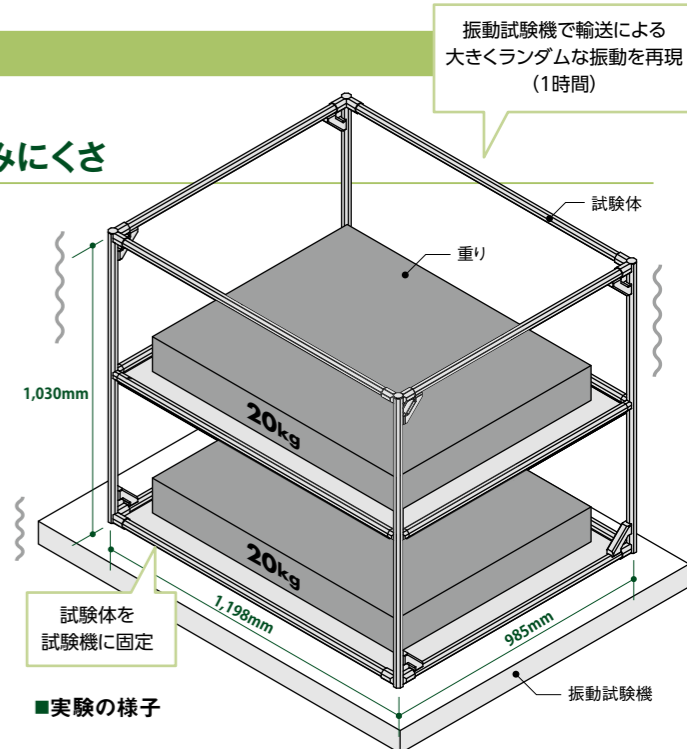 振動試験機で輸送による
大きくランダムな振動を再現
（1時間）
みにくさ
試験体
重り
1,030mm
20kg
20kg
試験体を
試験機に固定
1,198mm
985mm
振動試験機
■実験の様子